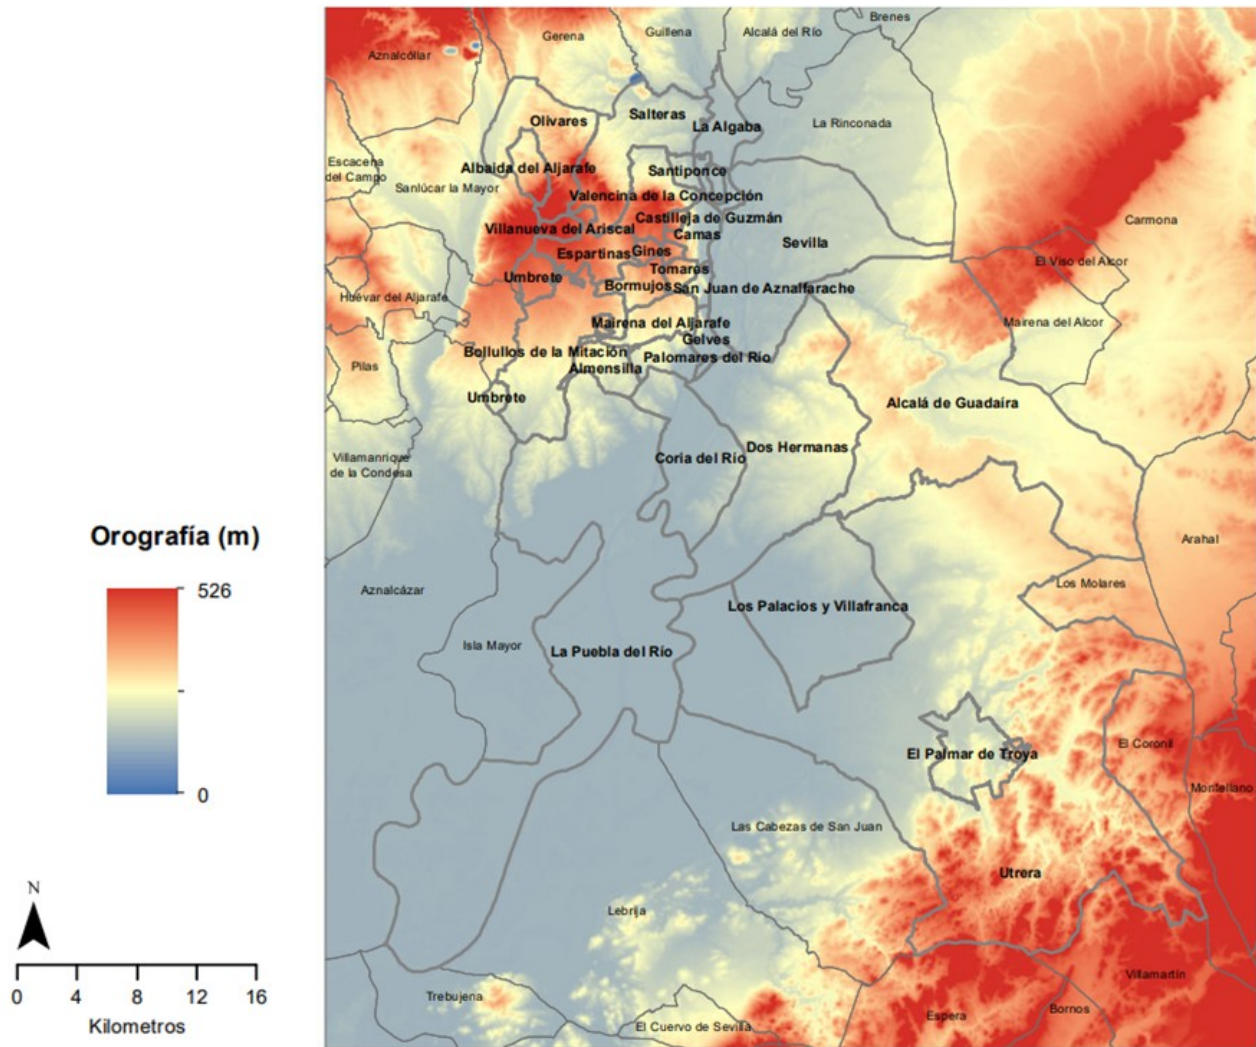 Brenes
Guillena
Alcalá del Río
Gerena
Aznalcóllar
Salteras
Olivares
La Algaba
La Rinconada
Escacena
del Campo
Albaida del Aljarafe
Santiponce
Sanlúcar la Mayor
Valencina de la Concepción
Castilleja de Guzmán
Carmona
Villanueva del Ariscal
Camas
Sevilla
Espartinas
Gines
El Viso del Alcor
Tomares
Umbrete
Bormujos
San Juan de Aznalfarache
Huévar del Aljarafe
Mairena del Aljarafe
Mairena del Alcor
Gelves
Bollullos de la Mitación
Palomares del Río
Pilas
Almensilla
Umbrete
Alcalá de Guadaíra
Dos Hermanas
Villamanrique
de la Condesa
Coria del Río
Orografía (m)
Arahal
526
Aznalcázar
Los Molares
Los Palacios y Villafranca
Isla Mayor
La Puebla del Río
El Coronil
El Palmar de Troya
Montellano
0
Las Cabezas de San Juan
Utrera
N
Lebrija
Villamartín
Trebujena
Bornos
Espera
0 4 8 12 16
Kilometros
El Cuervo de Sevilla